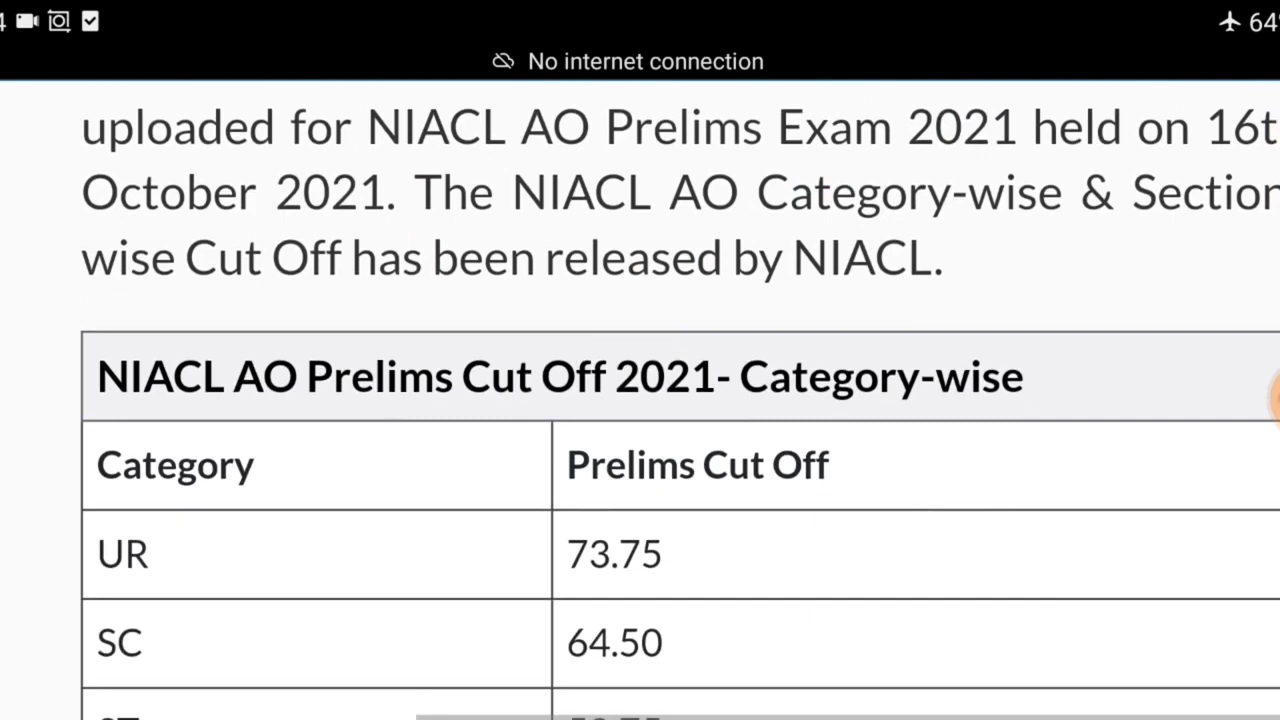 No internet connection
uploaded for NIACL AO Prelims Exam 2021 held on 16t
October 2021. The NIACL AO Category-wise & Section
wise Cut Off has been released by NIACL.
NIACL AO Prelims Cut Off 2021- Category-wise
Category Prelims Cut Off
UR 73.75
SC 64.50